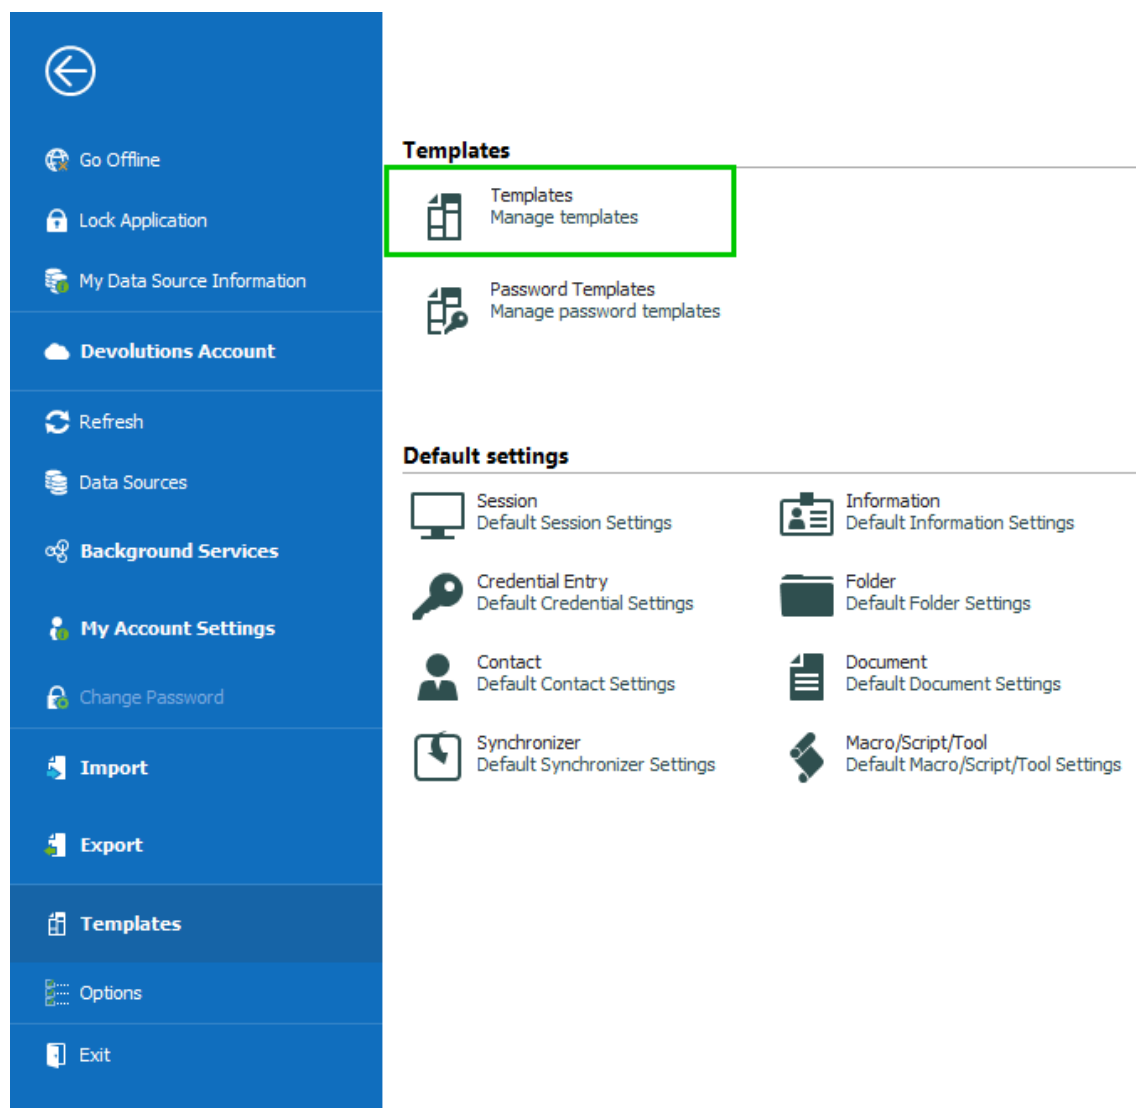 Go Offline
Lock Application
My Data Source Information
Devolutions Account
Refresh
Data Sources
Background Services
My Account Settings
Change Password
Import
Export
Templates
Options
Exit
Templates
Templates
Manage templates
Password Templates
Manage password templates
Default settings
Session
Default Session Settings
Information
Default Information Settings
Credential Entry
Default Credential Settings
Folder
Default Folder Settings
Contact
Default Contact Settings
Document
Default Document Settings
Synchronizer
Default Synchronizer Settings
Macro/Script/Tool
Default Macro/Script/Tool Settings